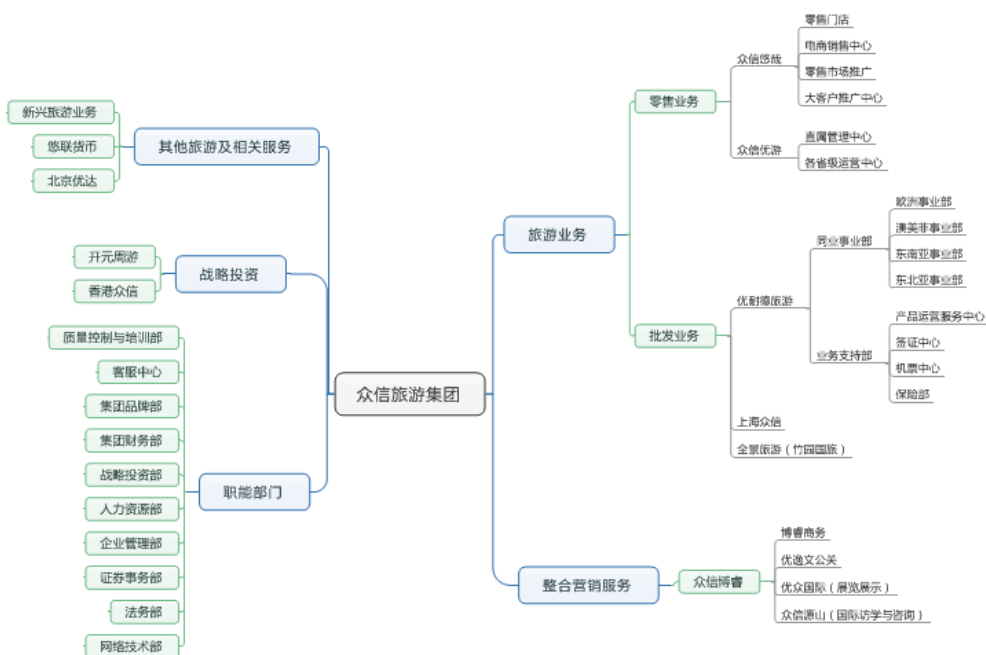 众信旅游集团
旅游业务
零售业务
众信悠哉
零售门店
电商销售中心
零售市场推广
大客户推广中心
众信优游
直属管理中心
各省级运营中心
批发业务
优耐德旅游
同业事业部
欧洲事业部
澳美非事业部
东南亚事业部
东北亚事业部
业务支持部
产品运营服务中心
签证中心
机票中心
保险部
上海众信
全景旅游（竹园国旅）
整合营销服务
众信博睿
博睿商务
优逸文公关
优众国际（展览展示）
众信源山（国际访学与咨询）
其他旅游及相关服务
新兴旅游业务
悠联货币
北京优达
战略投资
开元周游
香港众信
职能部门
质量控制与培训部
客服中心
集团品牌部
集团财务部
战略投资部
人力资源部
企业管理部
证券事务部
法务部
网络技术部